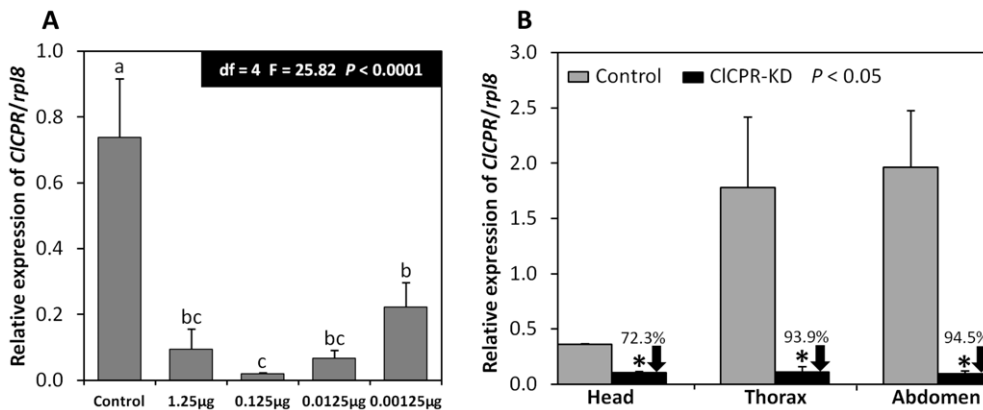 A
Relative expression of ClCPR/rpl8
1.0
0.8
0.6
0.4
0.2
0.0
df = 4 F = 25.82 P < 0.0001
a
bc
c
bc
b
Control 1.25µg 0.125µg 0.0125µg 0.00125µg
B
Relative expression of ClCPR/rpl8
3.0
2.5
2.0
1.5
1.0
0.5
0.0
Control ClCPR-KD P < 0.05
72.3% 93.9% 94.5%
* * *
Head Thorax Abdomen